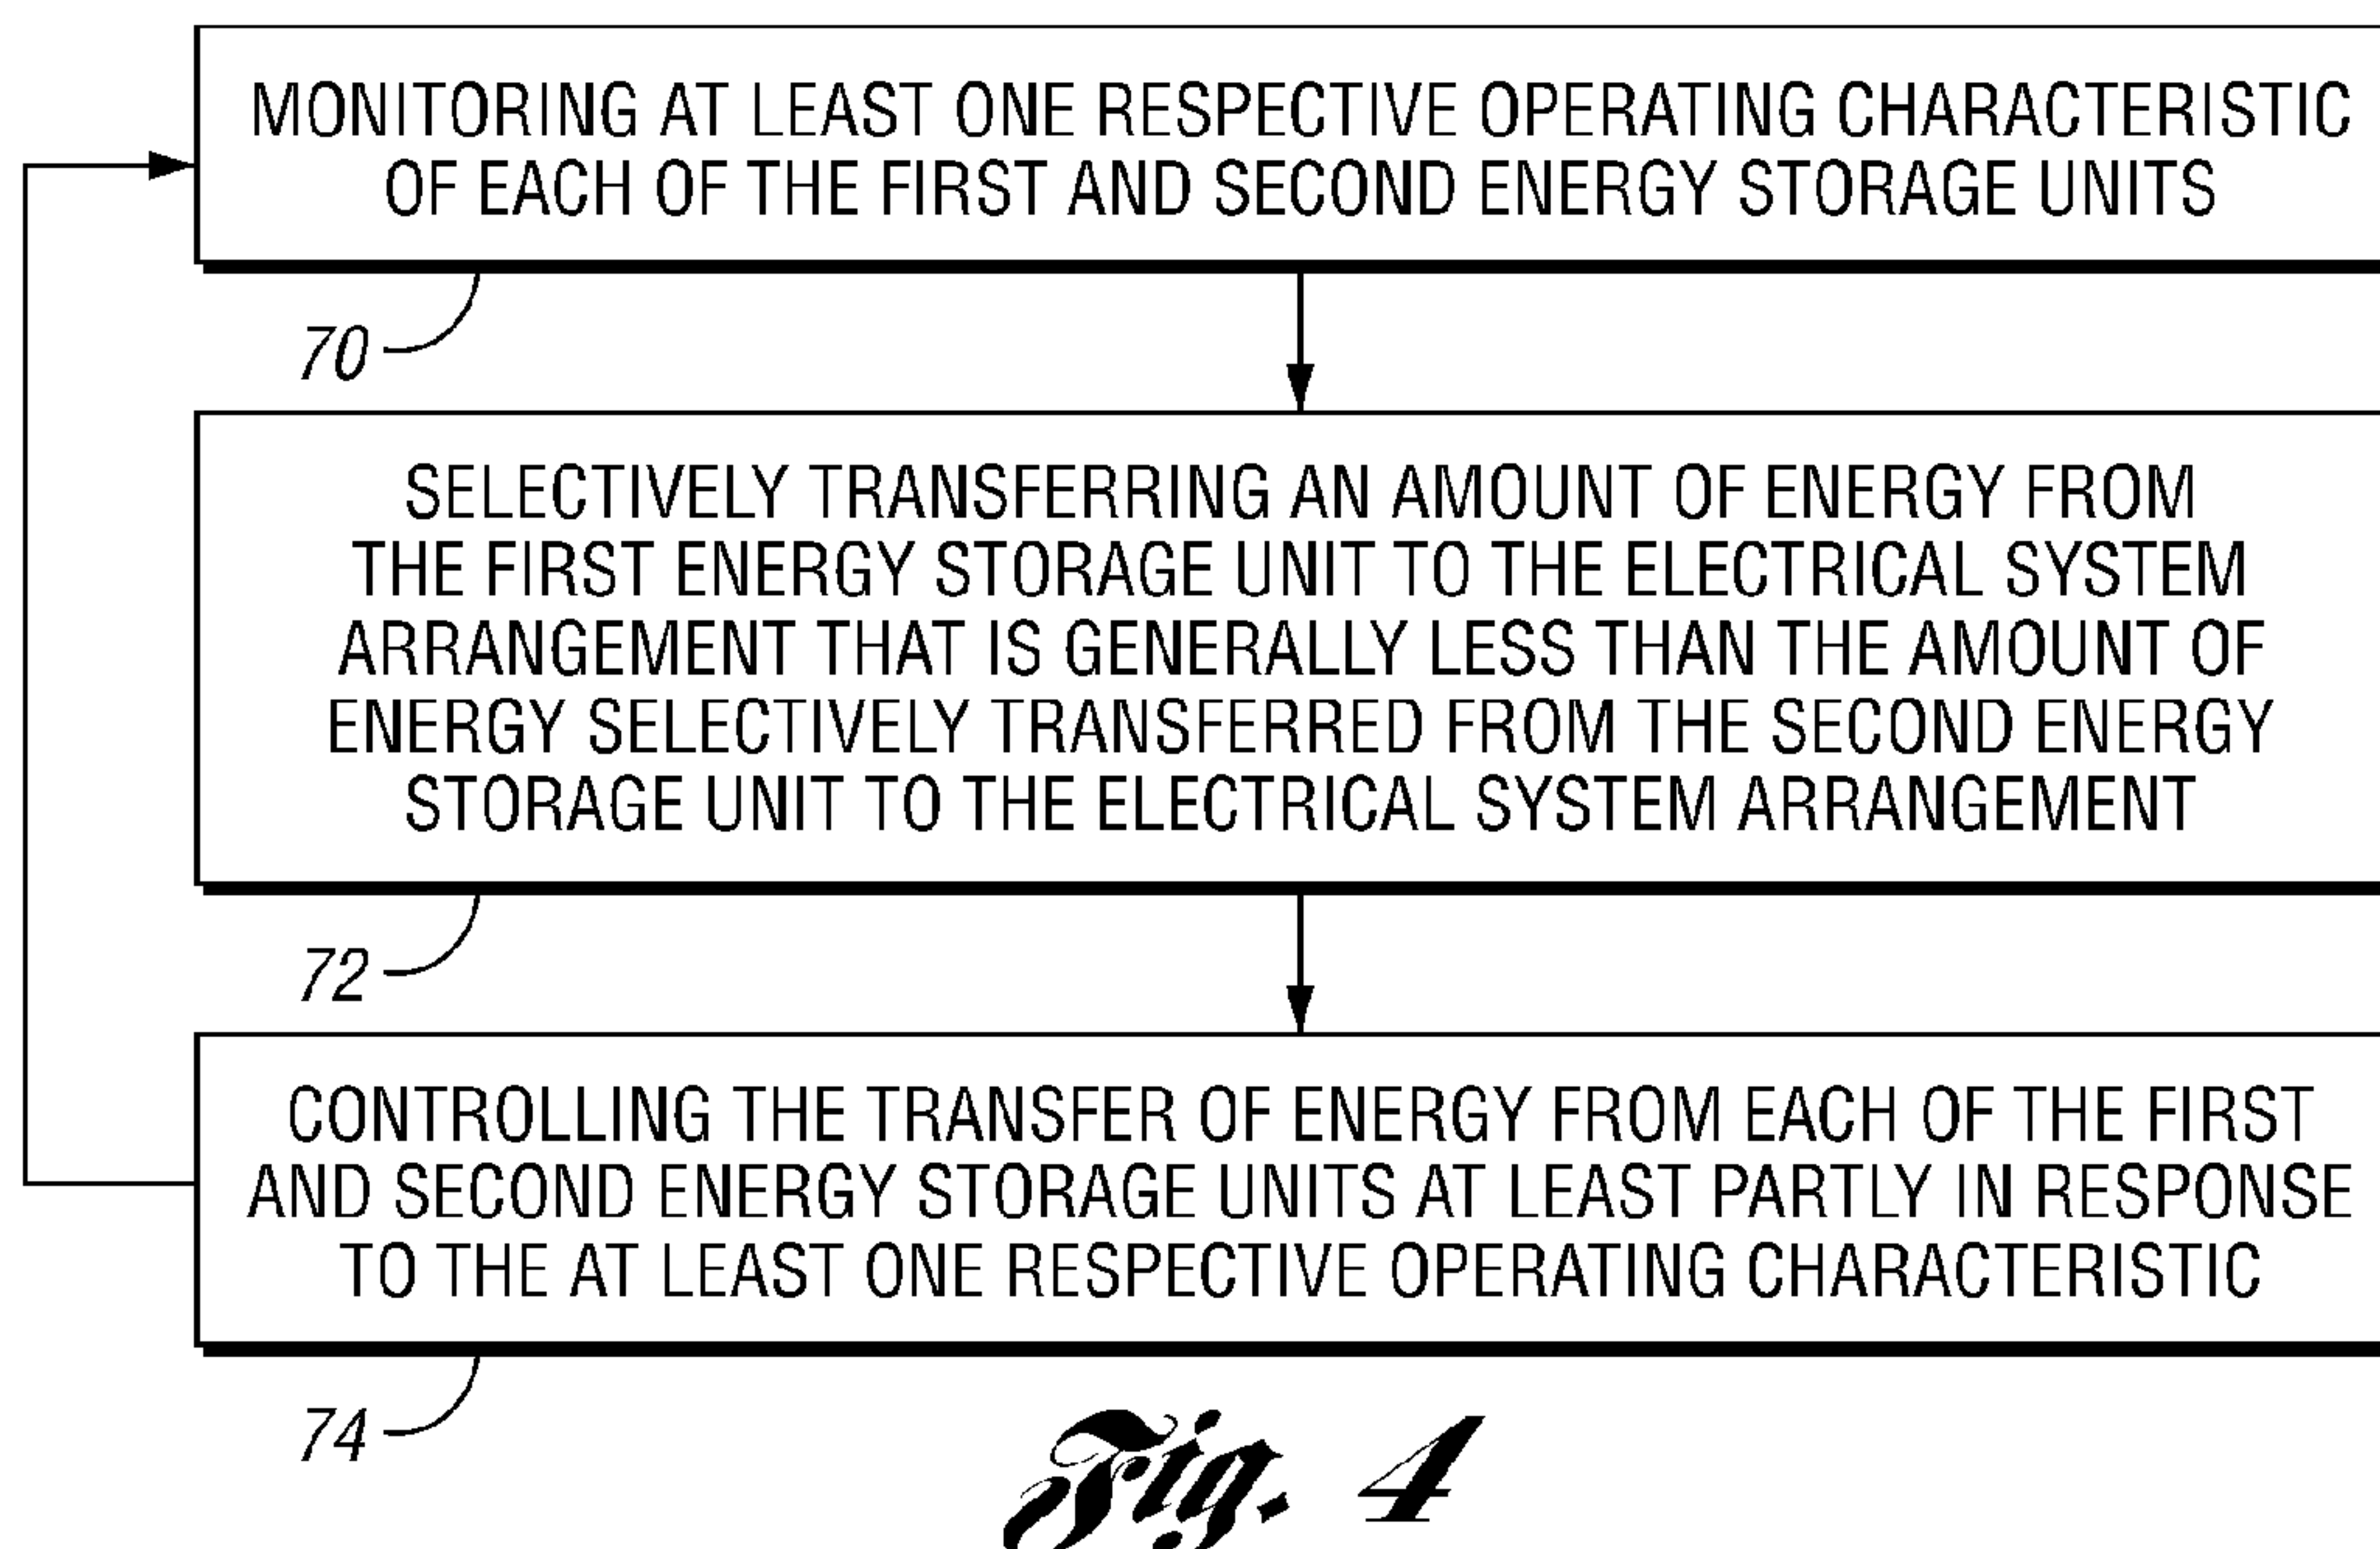 MONITORING AT LEAST ONE RESPECTIVE OPERATING CHARACTERISTIC
OF EACH OF THE FIRST AND SECOND ENERGY STORAGE UNITS
70
SELECTIVELY TRANSFERRING AN AMOUNT OF ENERGY FROM
THE FIRST ENERGY STORAGE UNIT TO THE ELECTRICAL SYSTEM
ARRANGEMENT THAT IS GENERALLY LESS THAN THE AMOUNT OF
ENERGY SELECTIVELY TRANSFERRED FROM THE SECOND ENERGY
STORAGE UNIT TO THE ELECTRICAL SYSTEM ARRANGEMENT
72
CONTROLLING THE TRANSFER OF ENERGY FROM EACH OF THE FIRST
AND SECOND ENERGY STORAGE UNITS AT LEAST PARTLY IN RESPONSE
TO THE AT LEAST ONE RESPECTIVE OPERATING CHARACTERISTIC
74
Fig. 4